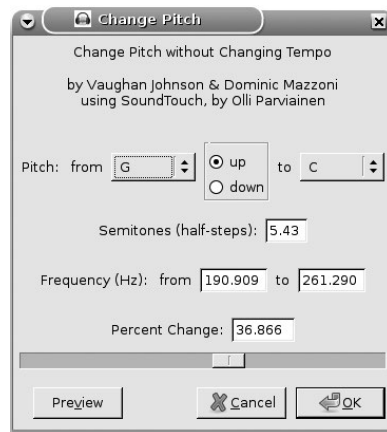 Change Pitch
Change Pitch without Changing Tempo
by Vaughan Johnson & Dominic Mazzoni
using SoundTouch, by Olli Parviainen
Pitch: from G up down to C
Semitones (half-steps): 5.43
Frequency (Hz): from 190.909 to 261.290
Percent Change: 36.866
Preview Cancel OK